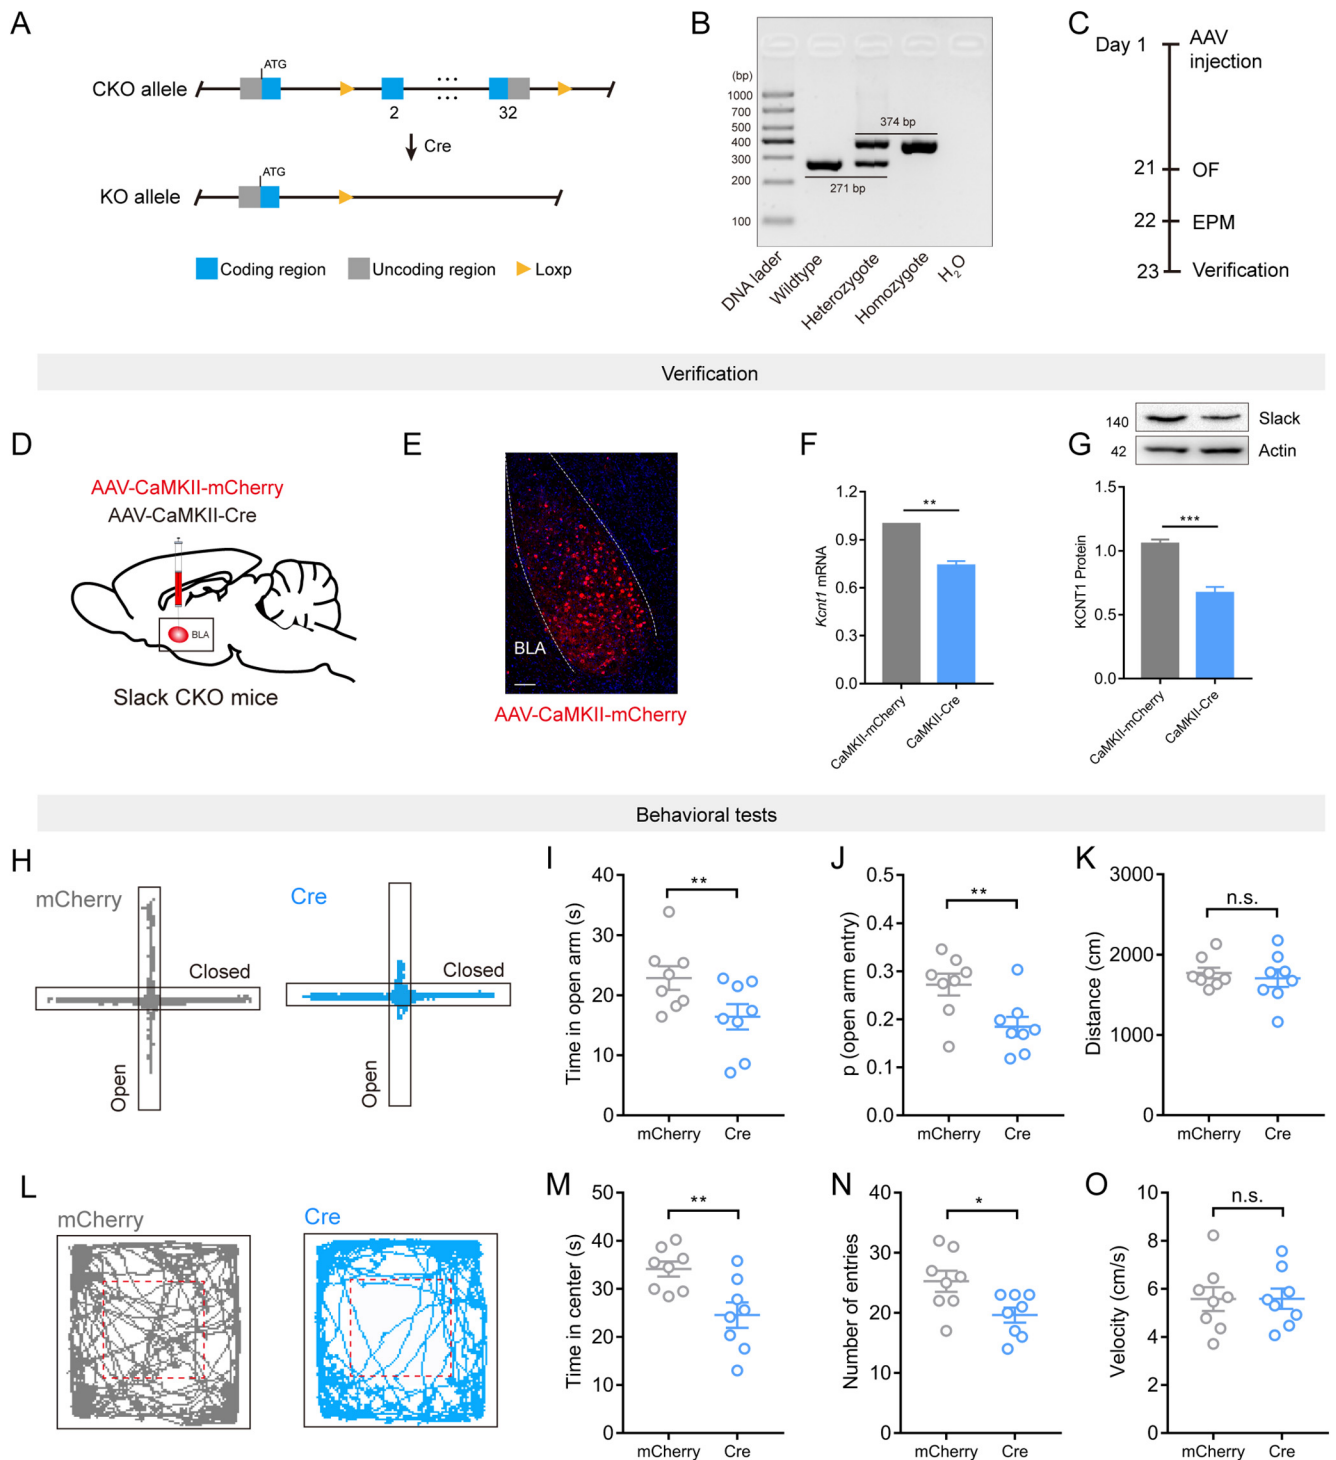 A
ATG
CKO allele
2
32
Cre
ATG
KO allele
Coding region
Uncoding region
Loxp
B
(bp)
1000
700
500
400
300
200
100
374 bp
271 bp
DNA lader
Wildtype
Heterozygote
Homozygote
H₂O
C
Day 1
AAV
injection
21
OF
22
EPM
23
Verification
Verification
D
AAV-CaMKII-mCherry
AAV-CaMKII-Cre
BLA
Slack CKO mice
E
BLA
AAV-CaMKII-mCherry
F
Kcnt1 mRNA
1.2
0.9
0.6
0.3
0.0
**
CaMKII-mCherry
CaMKII-Cre
G
140
Slack
42
Actin
KCNT1 Protein
1.5
1.0
0.5
0.0
***
CaMKII-mCherry
CaMKII-Cre
Behavioral tests
H
mCherry
Closed
Open
Cre
Closed
Open
I
Time in open arm (s)
40
30
20
10
0
**
mCherry
Cre
J
p (open arm entry)
0.5
0.4
0.3
0.2
0.1
0.0
**
mCherry
Cre
K
Distance (cm)
3000
2000
1000
0
n.s.
mCherry
Cre
L
mCherry
Cre
M
Time in center (s)
50
40
30
20
10
0
**
mCherry
Cre
N
Number of entries
40
30
20
10
0
*
mCherry
Cre
O
Velocity (cm/s)
10
8
6
4
2
0
n.s.
mCherry
Cre